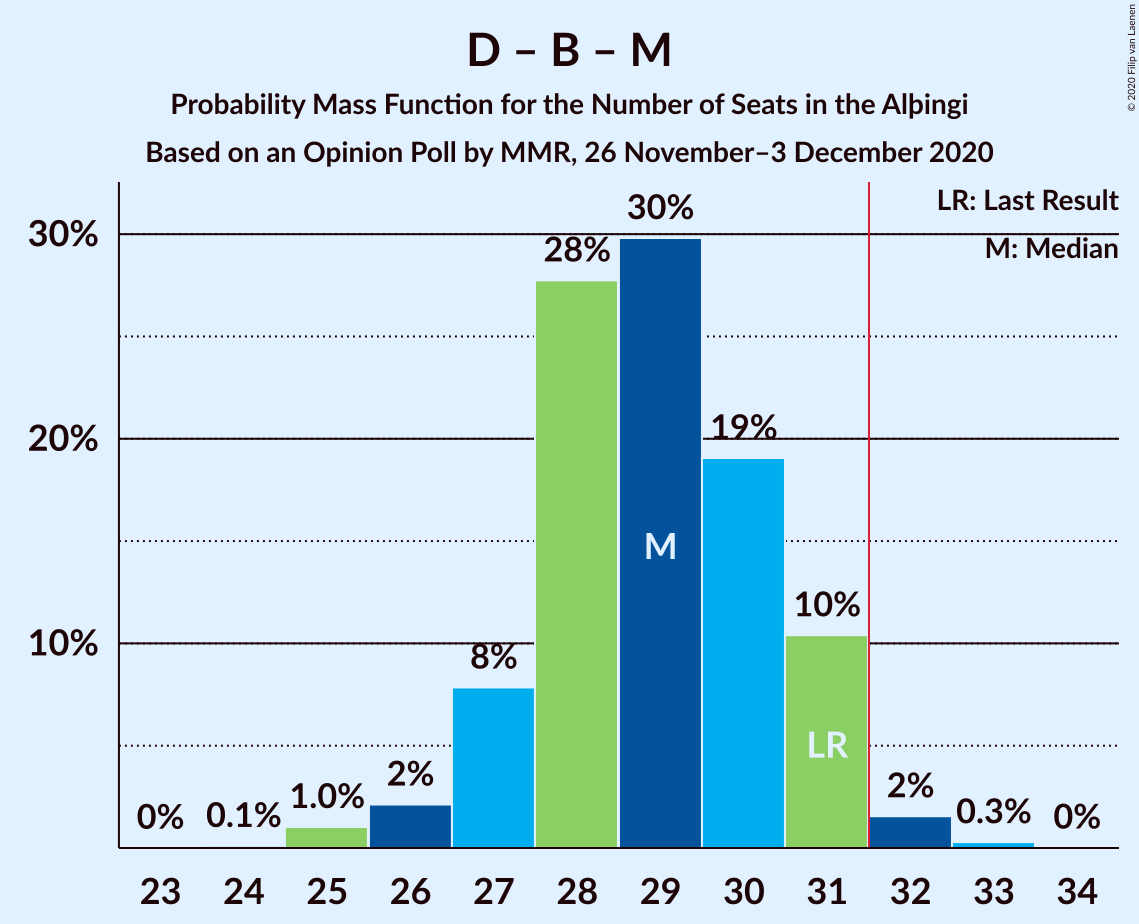 D – B – M
Probability Mass Function for the Number of Seats in the Alþingi
Based on an Opinion Poll by MMR, 26 November–3 December 2020
© 2020 Filip van Laenen
LR: Last Result
M: Median
30%
20%
10%
0%
0.1%
1.0%
2%
8%
28%
30%
19%
10%
2%
0.3%
0%
M
LR
23 24 25 26 27 28 29 30 31 32 33 34